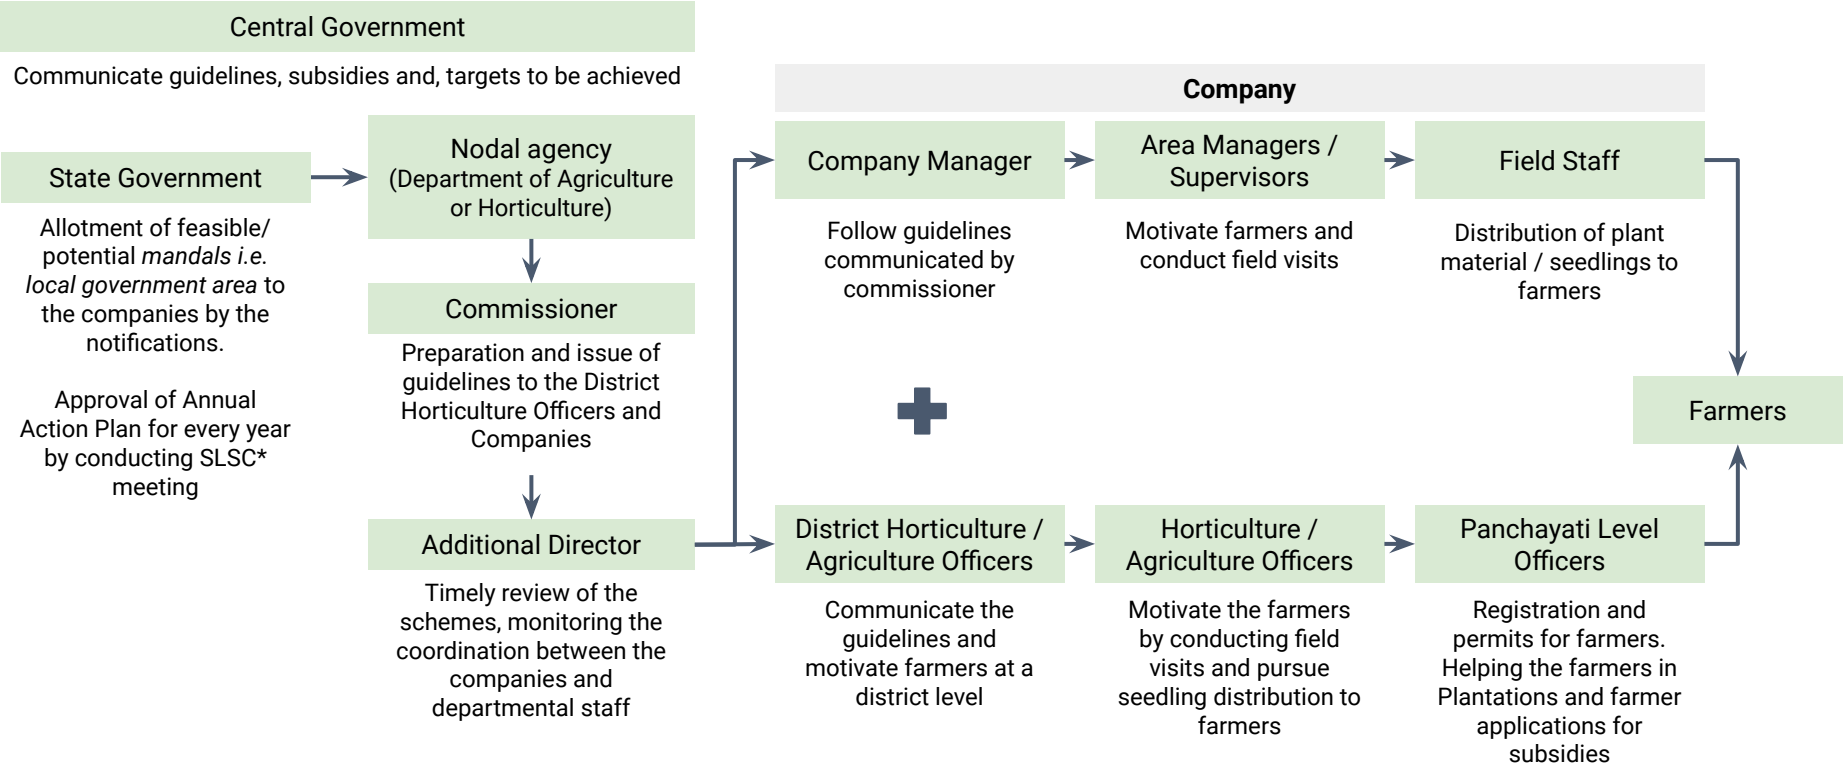 Central Government
Communicate guidelines, subsidies and, targets to be achieved
State Government
Allotment of feasible/
potential mandals i.e.
local government area to
the companies by the
notifications.
Approval of Annual
Action Plan for every year
by conducting SLSC*
meeting
Nodal agency
(Department of Agriculture
or Horticulture)
Commissioner
Preparation and issue of
guidelines to the District
Horticulture Officers and
Companies
Additional Director
Timely review of the
schemes, monitoring the
coordination between the
companies and
departmental staff
Company
Company Manager
Follow guidelines
communicated by
commissioner
Area Managers /
Supervisors
Motivate farmers and
conduct field visits
Field Staff
Distribution of plant
material / seedlings to
farmers
District Horticulture /
Agriculture Officers
Communicate the
guidelines and
motivate farmers at a
district level
Horticulture /
Agriculture Officers
Motivate the farmers
by conducting field
visits and pursue
seedling distribution to
farmers
Panchayati Level
Officers
Registration and
permits for farmers.
Helping the farmers in
Plantations and farmer
applications for
subsidies
Farmers